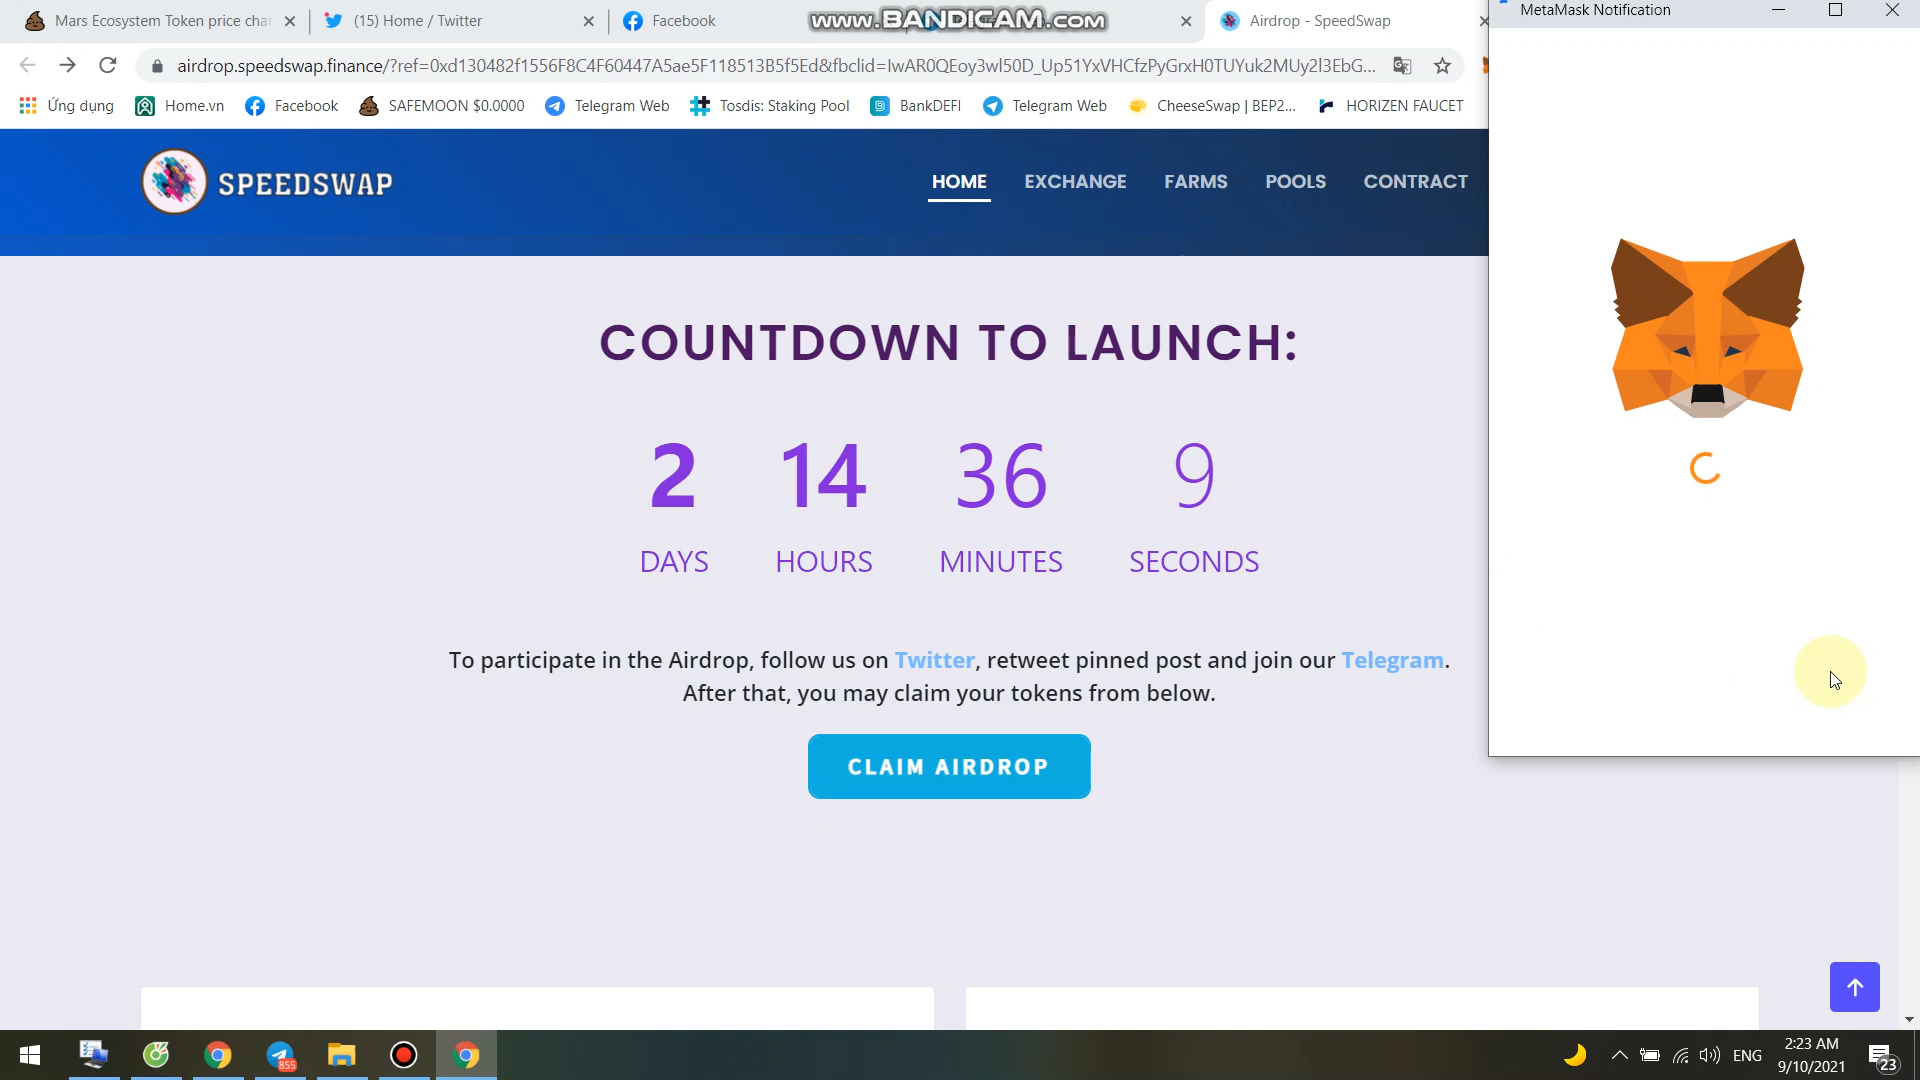 Mars Ecosystem Token price cha
(15) Home / Twitter
Facebook
www.BANDICAM.com
Airdrop - SpeedSwap
MetaMask Notification
airdrop.speedswap.finance/?ref=0xd130482f1556F8C4F60447A5ae5F118513B5f5Ed&fbclid=IwAR0QEoy3wl50D_Up51YxVHCfzPyGrxH0TUYuk2MUy2l3EbG...
Ứng dụng
Home.vn
Facebook
SAFEMOON $0.0000
Telegram Web
Tosdis: Staking Pool
BankDEFI
Telegram Web
CheeseSwap | BEP2...
HORIZEN FAUCET
SPEEDSWAP
HOME
EXCHANGE
FARMS
POOLS
CONTRACT
COUNTDOWN TO LAUNCH:
2
14
36
9
DAYS
HOURS
MINUTES
SECONDS
To participate in the Airdrop, follow us on Twitter, retweet pinned post and join our Telegram.
After that, you may claim your tokens from below.
CLAIM AIRDROP
855
ENG
2:23 AM
9/10/2021
23